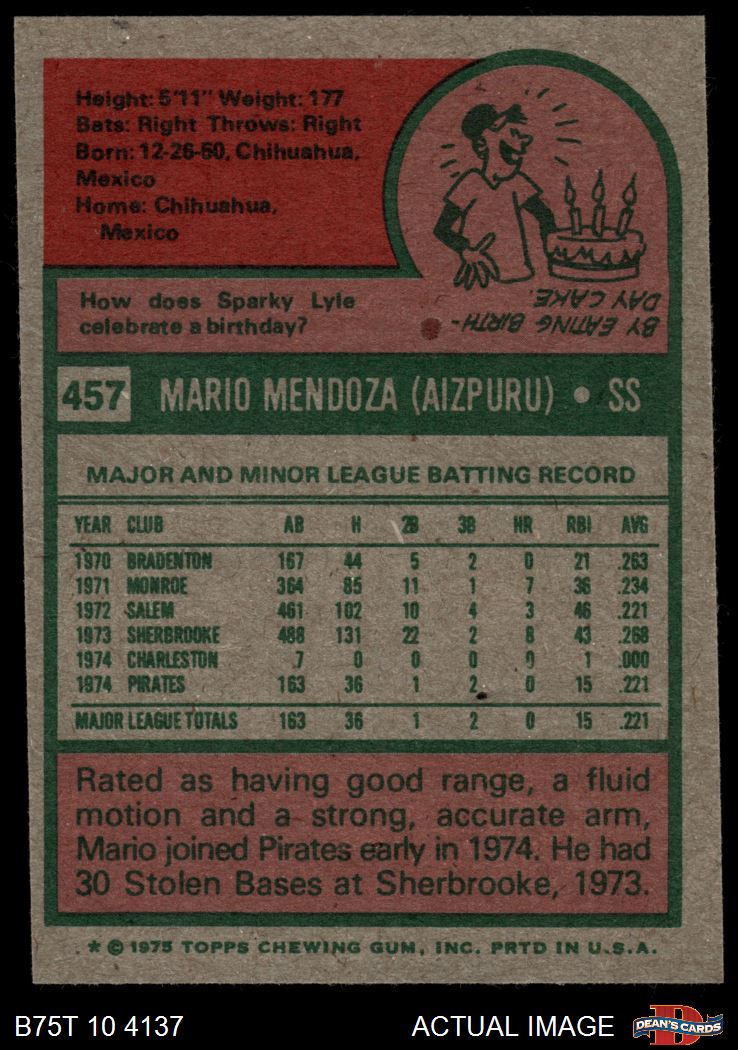 Height: 5'11" Weight: 177
Bats: Right Throws: Right
Born: 12-26-50, Chihuahua,
Mexico
Home: Chihuahua,
Mexico
How does Sparky Lyle
celebrate a birthday?
BY EATING BIRTH-
DAY CAKE.
457 MARIO MENDOZA (AIZPURU) • SS
MAJOR AND MINOR LEAGUE BATTING RECORD
YEAR CLUB AB H 2B 3B HR RBI AVG
1970 BRADENTON 167 44 5 2 0 21 .263
1971 MONROE 364 85 11 1 7 36 .234
1972 SALEM 461 102 10 4 3 46 .221
1973 SHERBROOKE 488 131 22 2 8 43 .268
1974 CHARLESTON 7 0 0 0 0 1 .000
1974 PIRATES 163 36 1 2 0 15 .221
MAJOR LEAGUE TOTALS 163 36 1 2 0 15 .221
Rated as having good range, a fluid
motion and a strong, accurate arm,
Mario joined Pirates early in 1974. He had
30 Stolen Bases at Sherbrooke, 1973.
* © 1975 TOPPS CHEWING GUM, INC. PRTD IN U.S.A.
B75T 10 4137 ACTUAL IMAGE DEAN'S CARDS